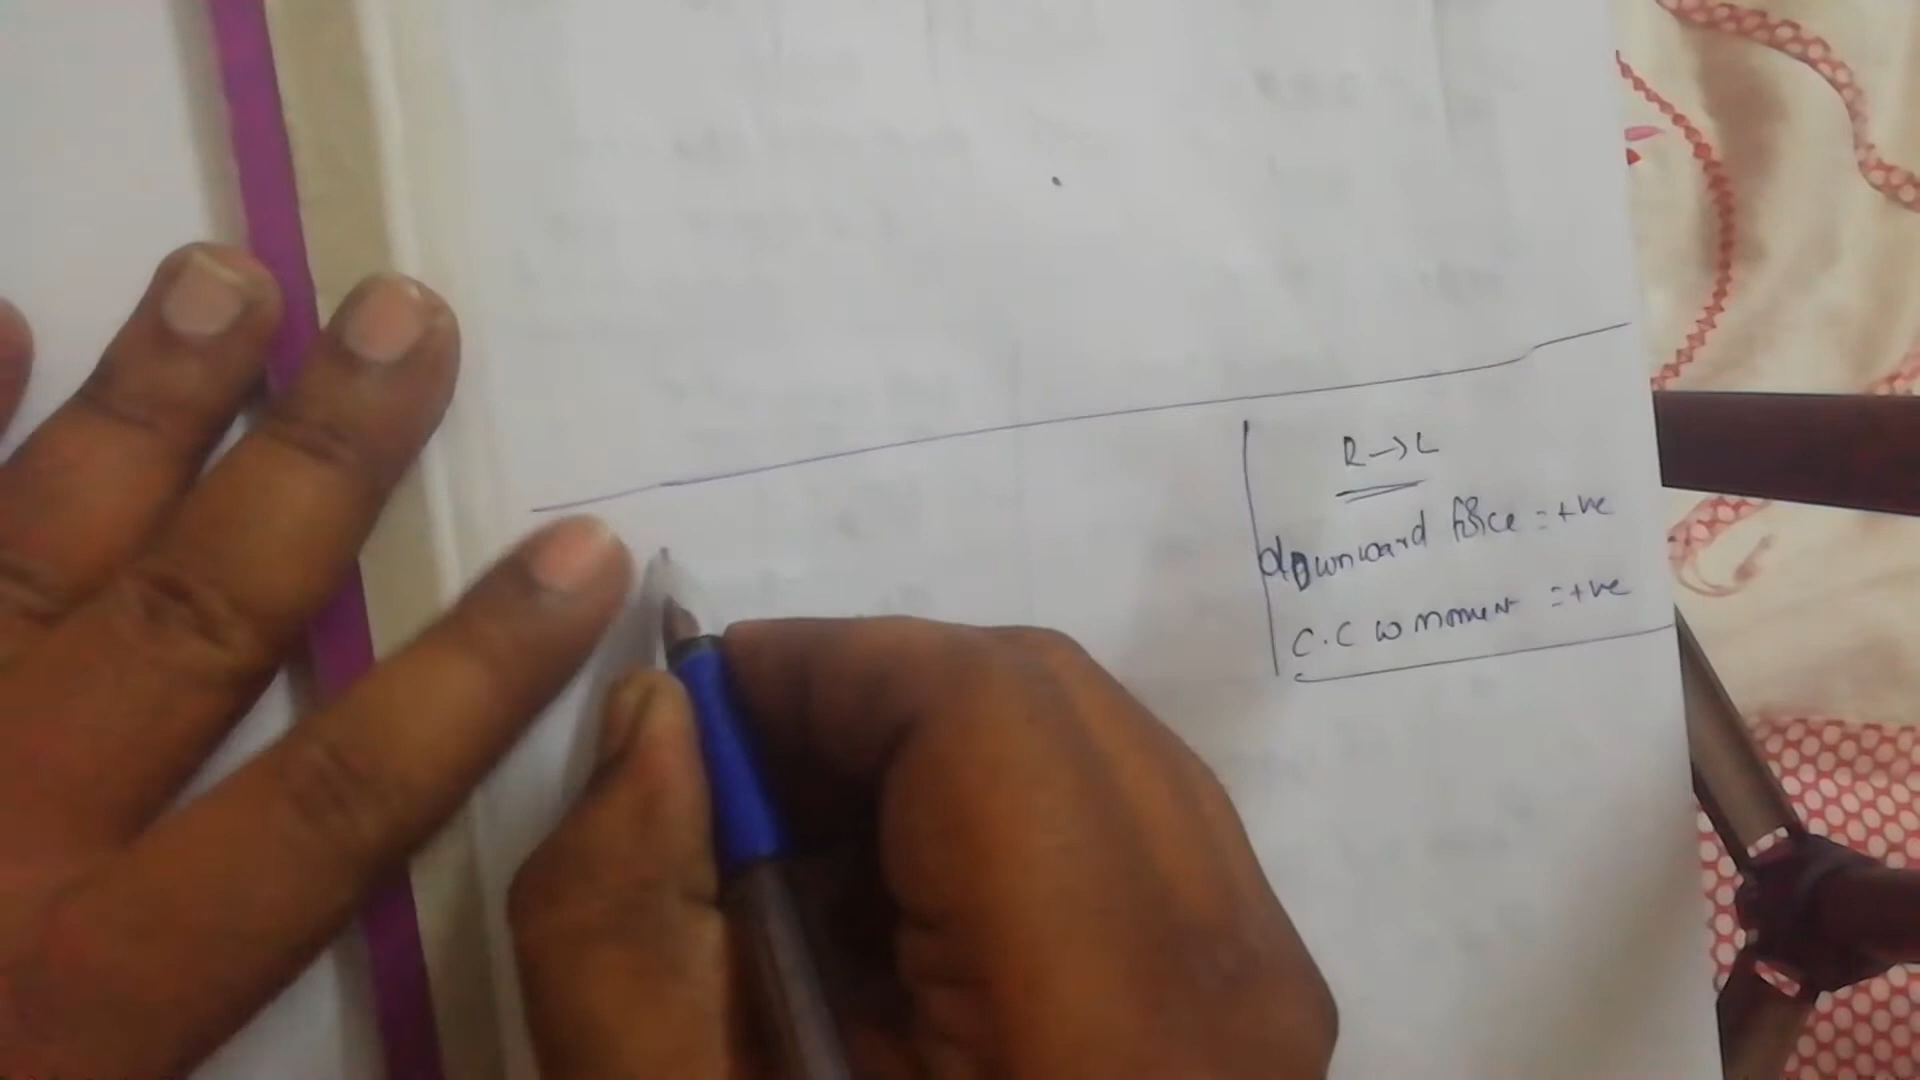 R→L
downward force = +ve
C.C w moment = +ve